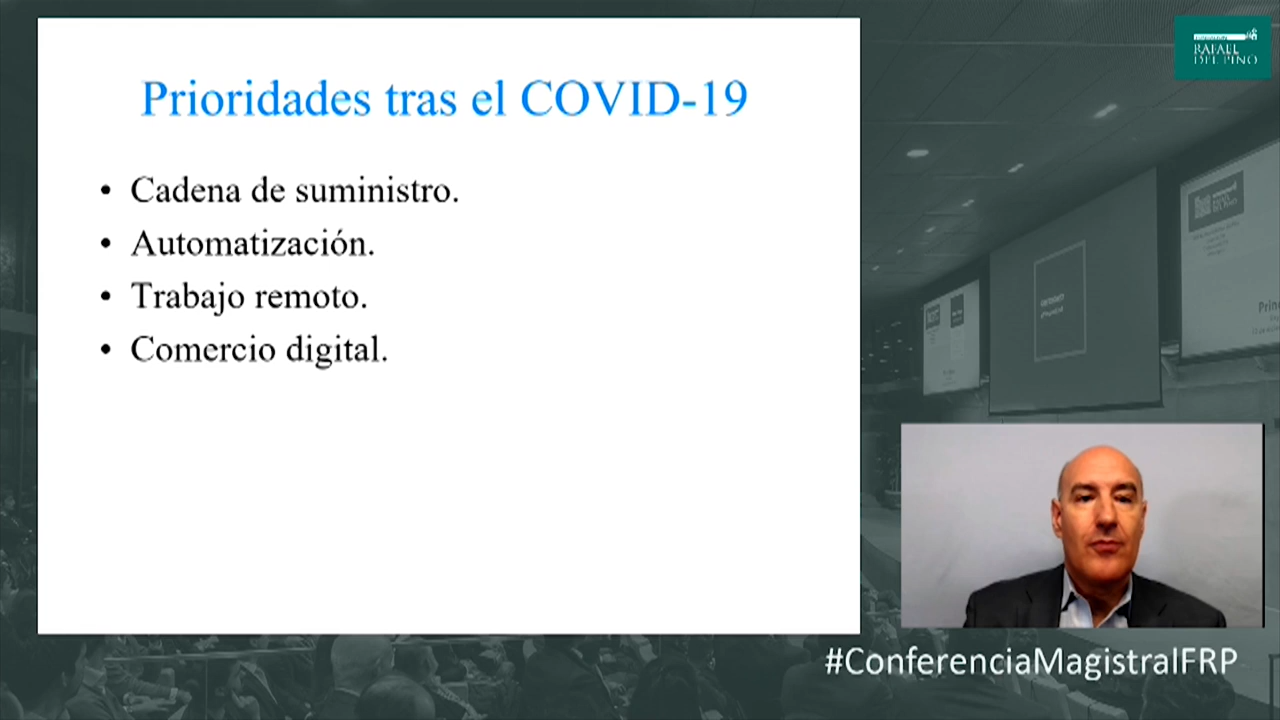 Prioridades tras el COVID-19
• Cadena de suministro.
• Automatización.
• Trabajo remoto.
• Comercio digital.
RAFAEL
DEL PINO
#ConferenciaMagistralFRP